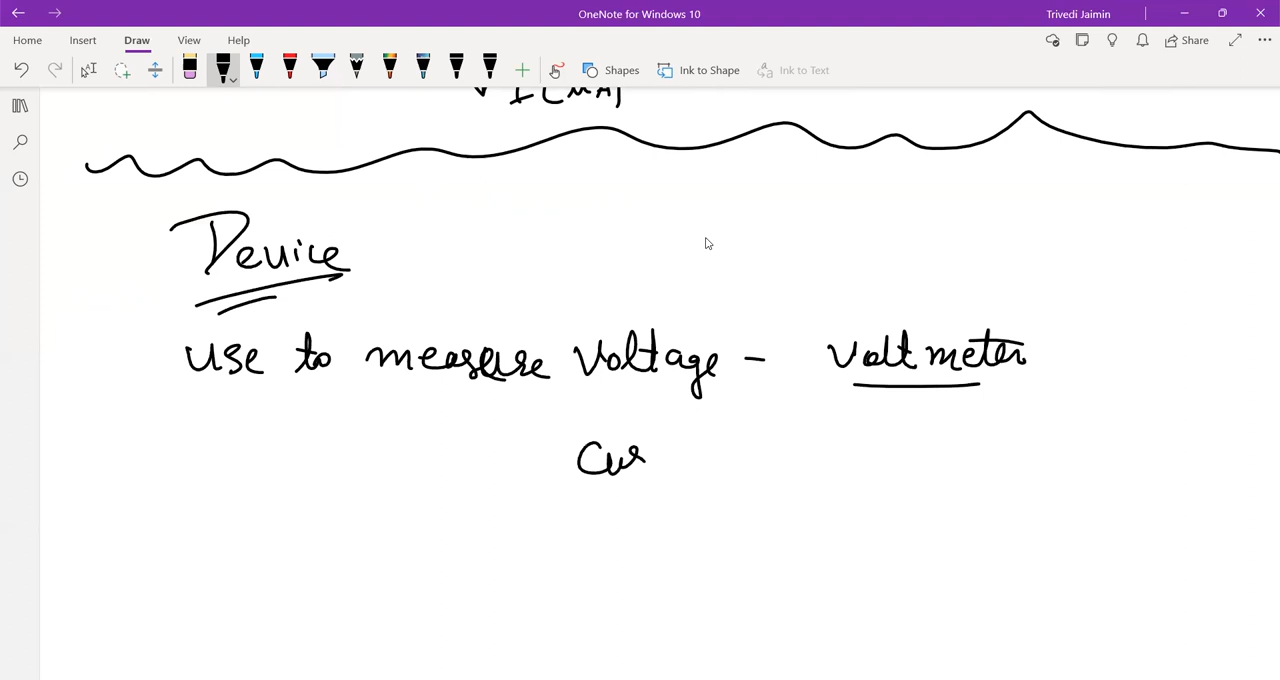 OneNote for Windows 10
Trivedi Jaimin
Home Insert Draw View Help
Share
Shapes
Ink to Shape
Ink to Text
Device
use to measure Voltage - Voltmeter
Cur